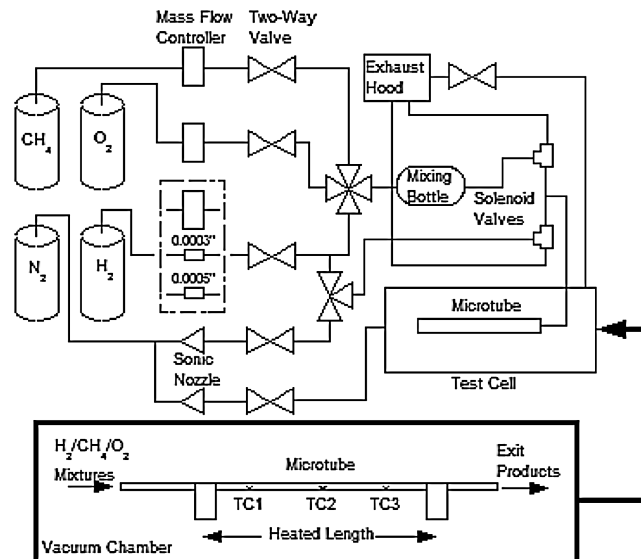 Mass Flow
Controller
Two-Way
Valve
Exhaust
Hood
CH₄
O₂
Mixing
Bottle
Solenoid
Valves
0.0003"
N₂
H₂
0.0005"
Microtube
Sonic
Nozzle
Test Cell
H₂/CH₄/O₂
Mixtures
Microtube
Exit
Products
TC1
TC2
TC3
Heated Length
Vacuum Chamber